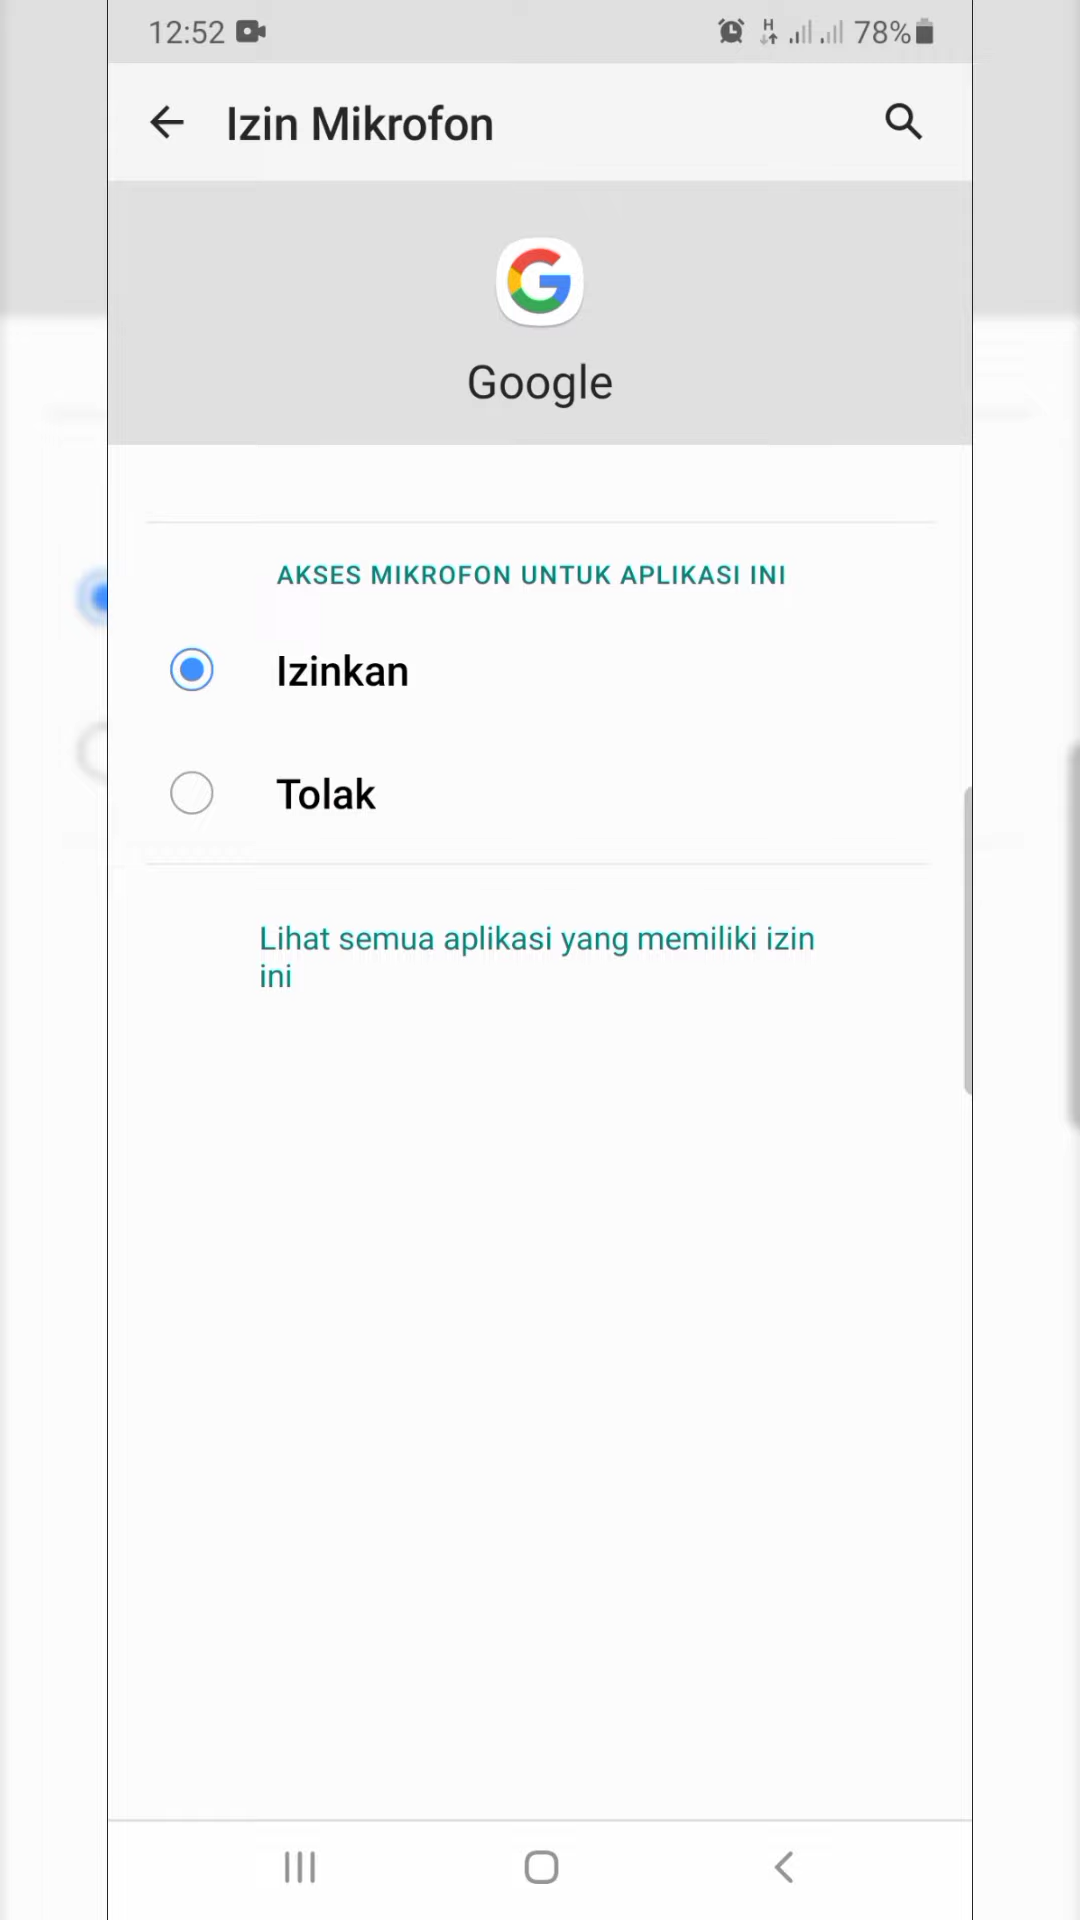 12:52 H 78%
Izin Mikrofon
Google
AKSES MIKROFON UNTUK APLIKASI INI
Izinkan
Tolak
Lihat semua aplikasi yang memiliki izin
ini